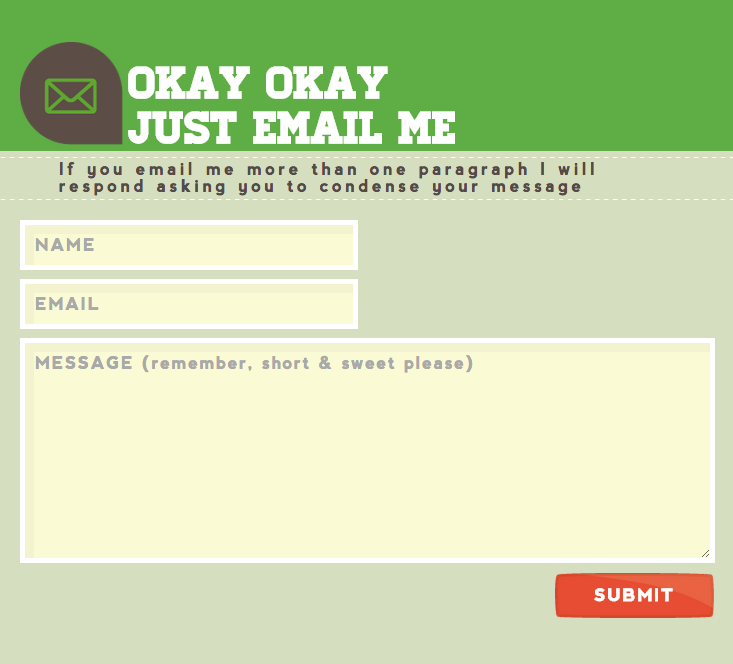 OKAY OKAY
JUST EMAIL ME
If you email me more than one paragraph I will
respond asking you to condense your message
NAME
EMAIL
MESSAGE (remember, short & sweet please)
SUBMIT